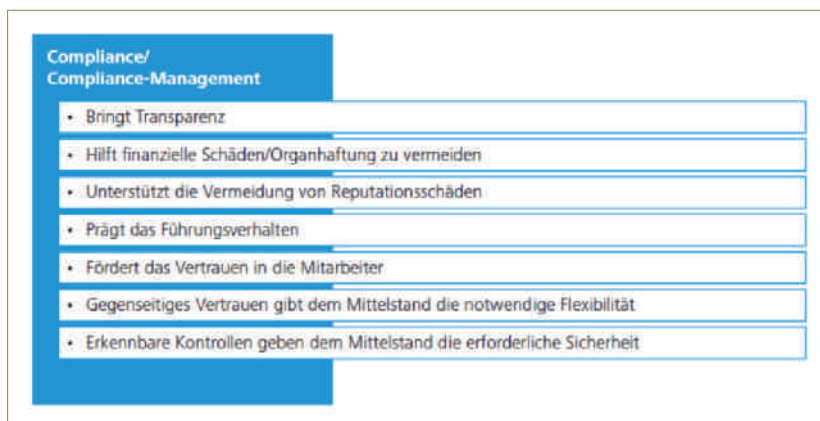 Compliance/
Compliance-Management
• Bringt Transparenz
• Hilft finanzielle Schäden/Organhaftung zu vermeiden
• Unterstützt die Vermeidung von Reputationsschäden
• Prägt das Führungsverhalten
• Fördert das Vertrauen in die Mitarbeiter
• Gegenseitiges Vertrauen gibt dem Mittelstand die notwendige Flexibilität
• Erkennbare Kontrollen geben dem Mittelstand die erforderliche Sicherheit